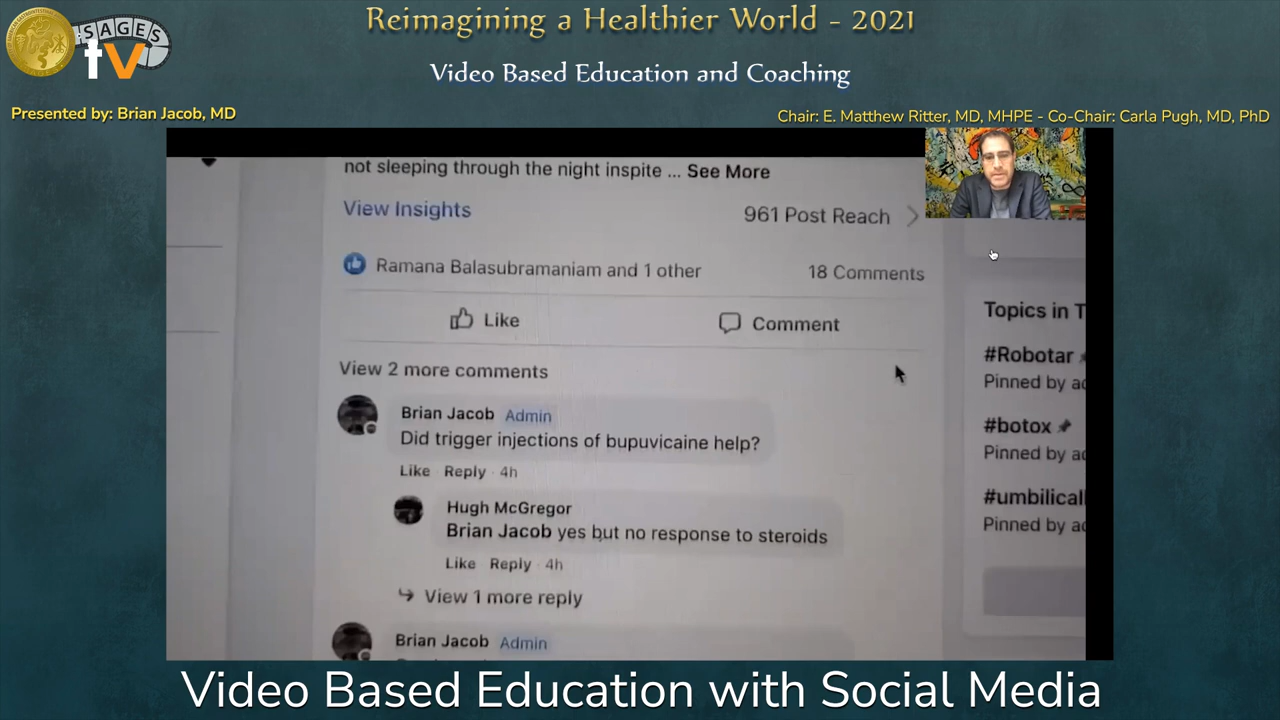 Reimagining a Healthier World - 2021
SAGES
tv
Video Based Education and Coaching
Presented by: Brian Jacob, MD
Chair: E. Matthew Ritter, MD, MHPE - Co-Chair: Carla Pugh, MD, PhD
not sleeping through the night inspite ... See More
View Insights
961 Post Reach
Ramana Balasubramaniam and 1 other
18 Comments
Like
Comment
View 2 more comments
Brian Jacob Admin
Did trigger injections of bupuvicaine help?
Like Reply · 4h
Hugh McGregor
Brian Jacob yes but no response to steroids
Like Reply · 4h
View 1 more reply
Brian Jacob Admin
Topics in T
#Robotar
Pinned by ad
#botox
Pinned by ad
#umbilical
Pinned by ad
Video Based Education with Social Media